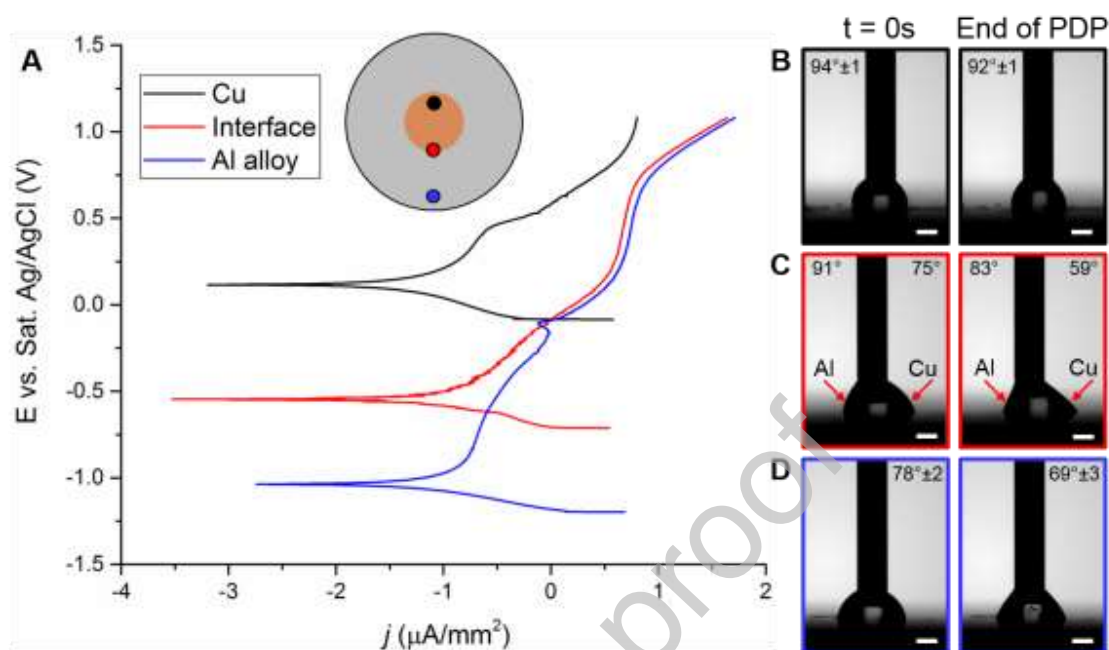 A
Cu
Interface
Al alloy
E vs. Sat. Ag/AgCl (V)
1.5
1.0
0.5
0.0
-0.5
-1.0
-1.5
-4
-3
-2
-1
0
1
2
j (μA/mm²)
t = 0s
End of PDP
B
94°±1
92°±1
C
91°
75°
Al
Cu
83°
59°
Al
Cu
D
78°±2
69°±3
proof